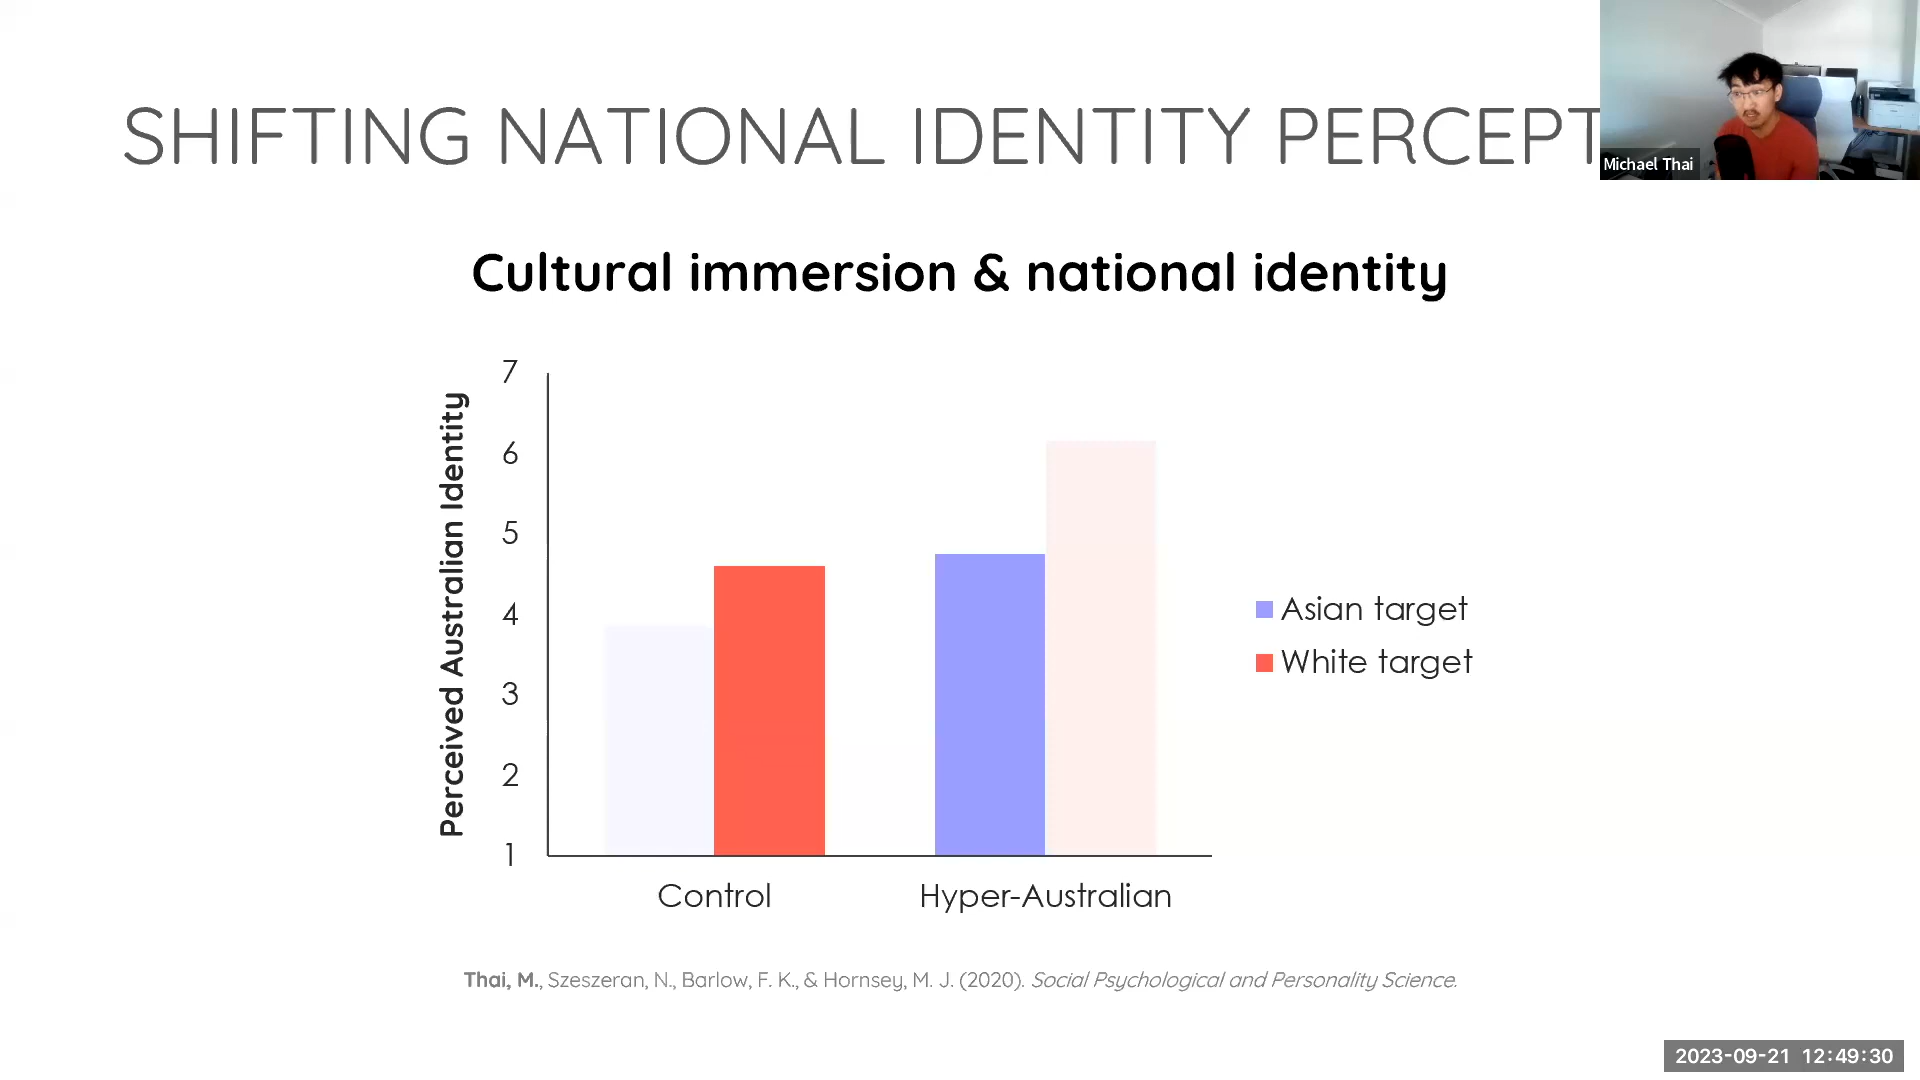 SHIFTING NATIONAL IDENTITY PERCEPT
Michael Thai
Cultural immersion & national identity
Perceived Australian Identity
7
6
5
4
3
2
1
Control
Hyper-Australian
Asian target
White target
Thai, M., Szeszeran, N., Barlow, F. K., & Hornsey, M. J. (2020). Social Psychological and Personality Science.
2023-09-21 12:49:30